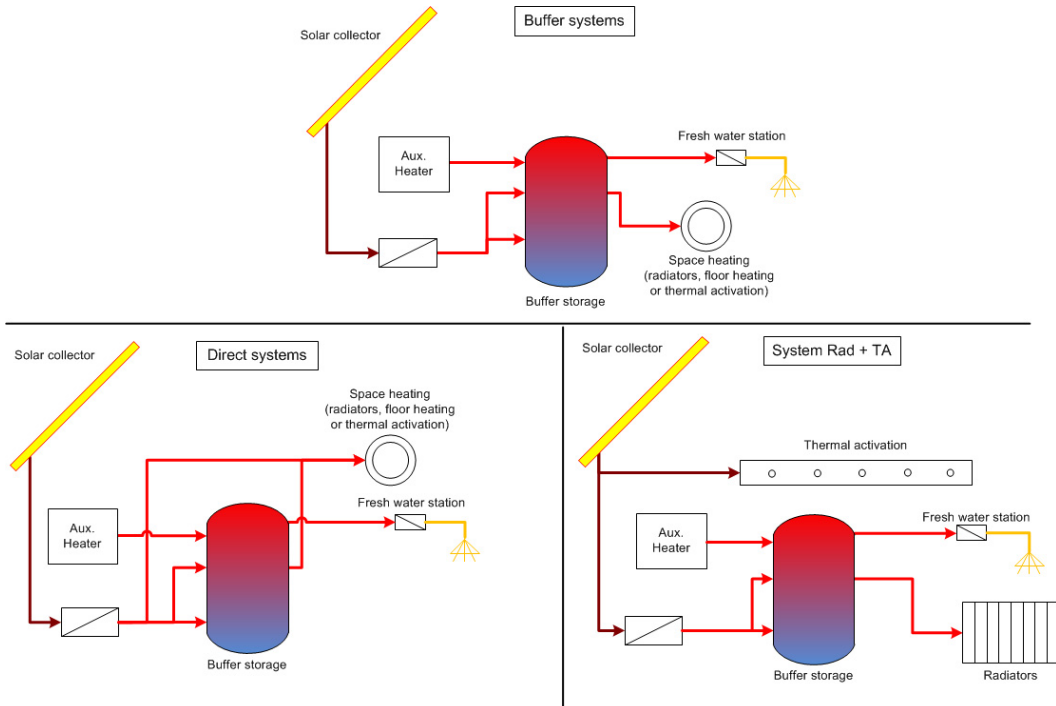 Buffer systems
Solar collector
Fresh water station
Aux.
Heater
Space heating
(radiators, floor heating
or thermal activation)
Buffer storage
Solar collector
Direct systems
Space heating
(radiators, floor heating
or thermal activation)
Fresh water station
Aux.
Heater
Buffer storage
Solar collector
System Rad + TA
Thermal activation
Fresh water station
Aux.
Heater
Buffer storage
Radiators